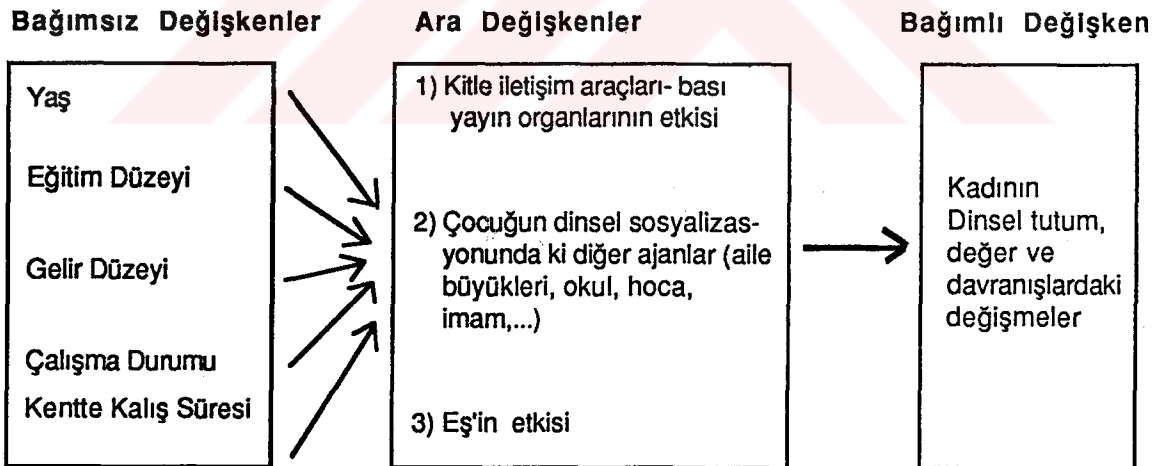 Bağımsız Değişkenler
Yaş
Eğitim Düzeyi
Gelir Düzeyi
Çalışma Durumu
Kentte Kalış Süresi
Ara Değişkenler
1) Kitle iletişim araçları- bası
yayın organlarının etkisi
2) Çocuğun dinsel sosyalizas-
yonunda ki diğer ajanlar (aile
büyükleri, okul, hoca,
imam,...)
3) Eş'in etkisi
Bağımlı Değişken
Kadının
Dinsel tutum,
değer ve
davranışlardaki
değişmeler